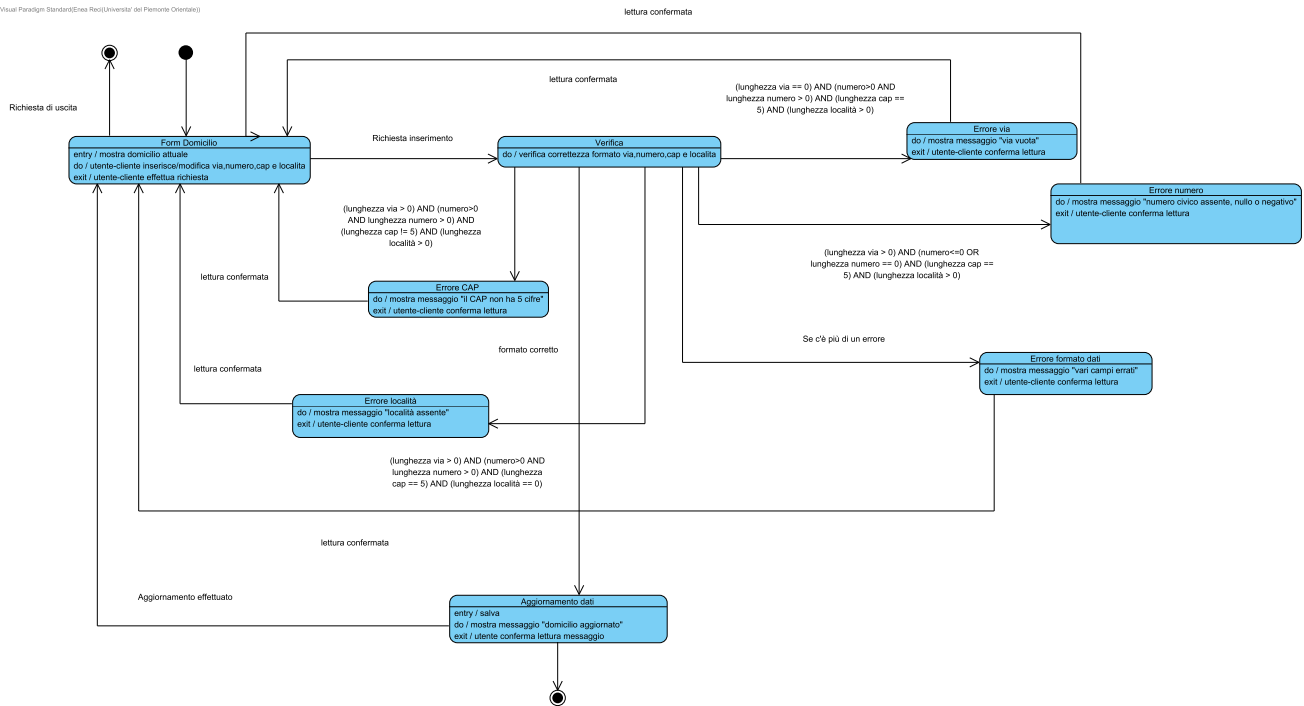 Visual Paradigm Standard(Enea Reci(Universita' del Piemonte Orientale))
lettura confermata
lettura confermata
Richiesta di uscita
(lunghezza via == 0) AND (numero>0 AND
lunghezza numero > 0) AND (lunghezza cap ==
5) AND (lunghezza località > 0)
Richiesta inserimento
Form Domicilio
entry / mostra domicilio attuale
do / utente-cliente inserisce/modifica via,numero,cap e localita
exit / utente-cliente effettua richiesta
Verifica
do / verifica correttezza formato via,numero,cap e localita
Errore via
do / mostra messaggio "via vuota"
exit / utente-cliente conferma lettura
Errore numero
do / mostra messaggio "numero civico assente, nullo o negativo"
exit / utente-cliente conferma lettura
(lunghezza via > 0) AND (numero>0
AND lunghezza numero > 0) AND
(lunghezza cap != 5) AND (lunghezza
località > 0)
(lunghezza via > 0) AND (numero<=0 OR
lunghezza numero == 0) AND (lunghezza cap ==
5) AND (lunghezza località > 0)
lettura confermata
Errore CAP
do / mostra messaggio "il CAP non ha 5 cifre"
exit / utente-cliente conferma lettura
Se c'è più di un errore
formato corretto
Errore formato dati
do / mostra messaggio "vari campi errati"
exit / utente-cliente conferma lettura
lettura confermata
Errore località
do / mostra messaggio "località assente"
exit / utente-cliente conferma lettura
(lunghezza via > 0) AND (numero>0 AND
lunghezza numero > 0) AND (lunghezza
cap == 5) AND (lunghezza località == 0)
lettura confermata
Aggiornamento effettuato
Aggiornamento dati
entry / salva
do / mostra messaggio "domicilio aggiornato"
exit / utente conferma lettura messaggio